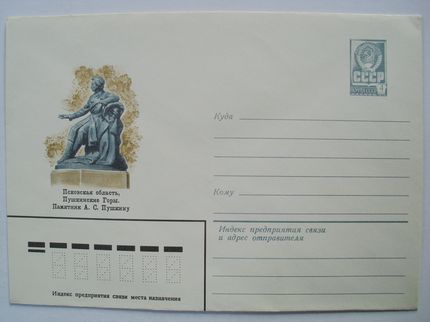 СССР
Куда
Псковская область,
Пушкинские Горы.
Памятник А. С. Пушкину
Кому
Индекс предприятия связи
и адрес отправителя
Индекс предприятия связи места назначения